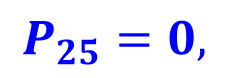 P₂₅ = 0,